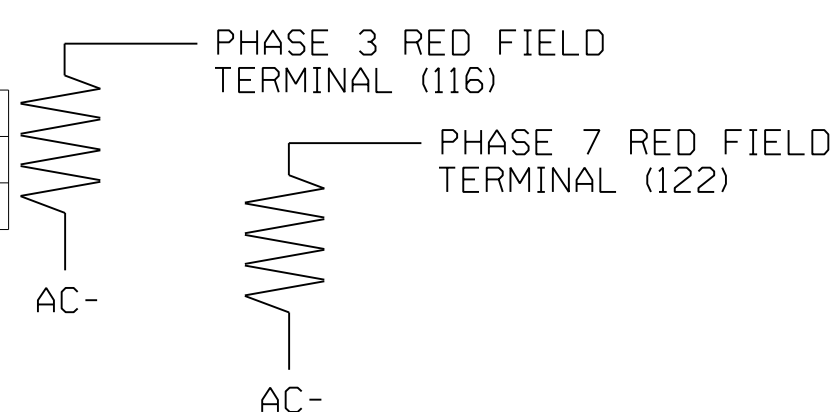 PHASE 3 RED FIELD
TERMINAL (116)
AC-
PHASE 7 RED FIELD
TERMINAL (122)
AC-